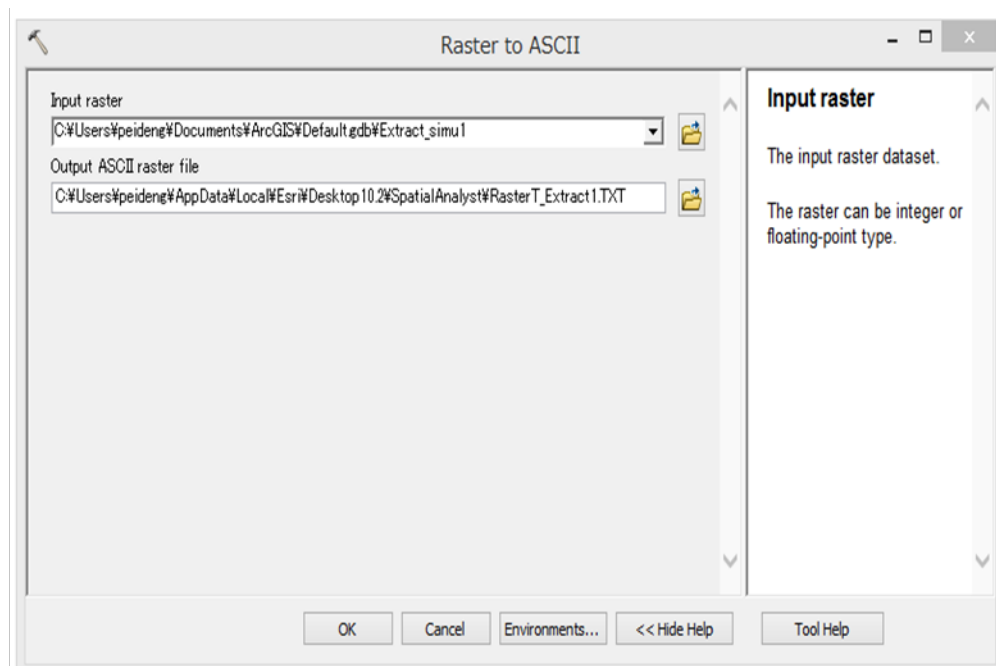 Raster to ASCII
Input raster
C:¥Users¥peideng¥Documents¥ArcGIS¥Default.gdb¥Extract_simu1
Output ASCII raster file
C:¥Users¥peideng¥AppData¥Local¥Esri¥Desktop10.2¥SpatialAnalyst¥RasterT_Extract1.TXT
Input raster
The input raster dataset.
The raster can be integer or
floating-point type.
OK Cancel Environments... << Hide Help Tool Help